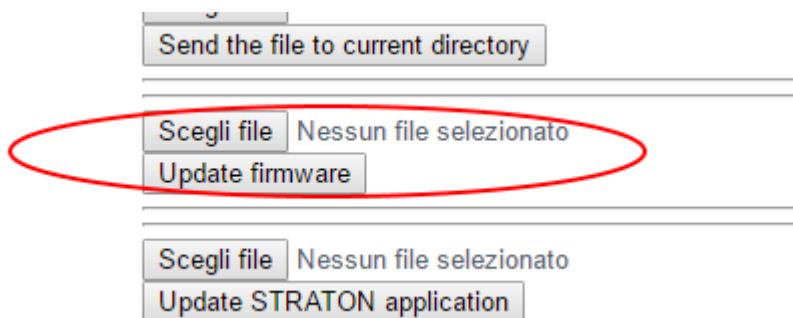 Send the file to current directory
Scegli file Nessun file selezionato
Update firmware
Scegli file Nessun file selezionato
Update STRATON application